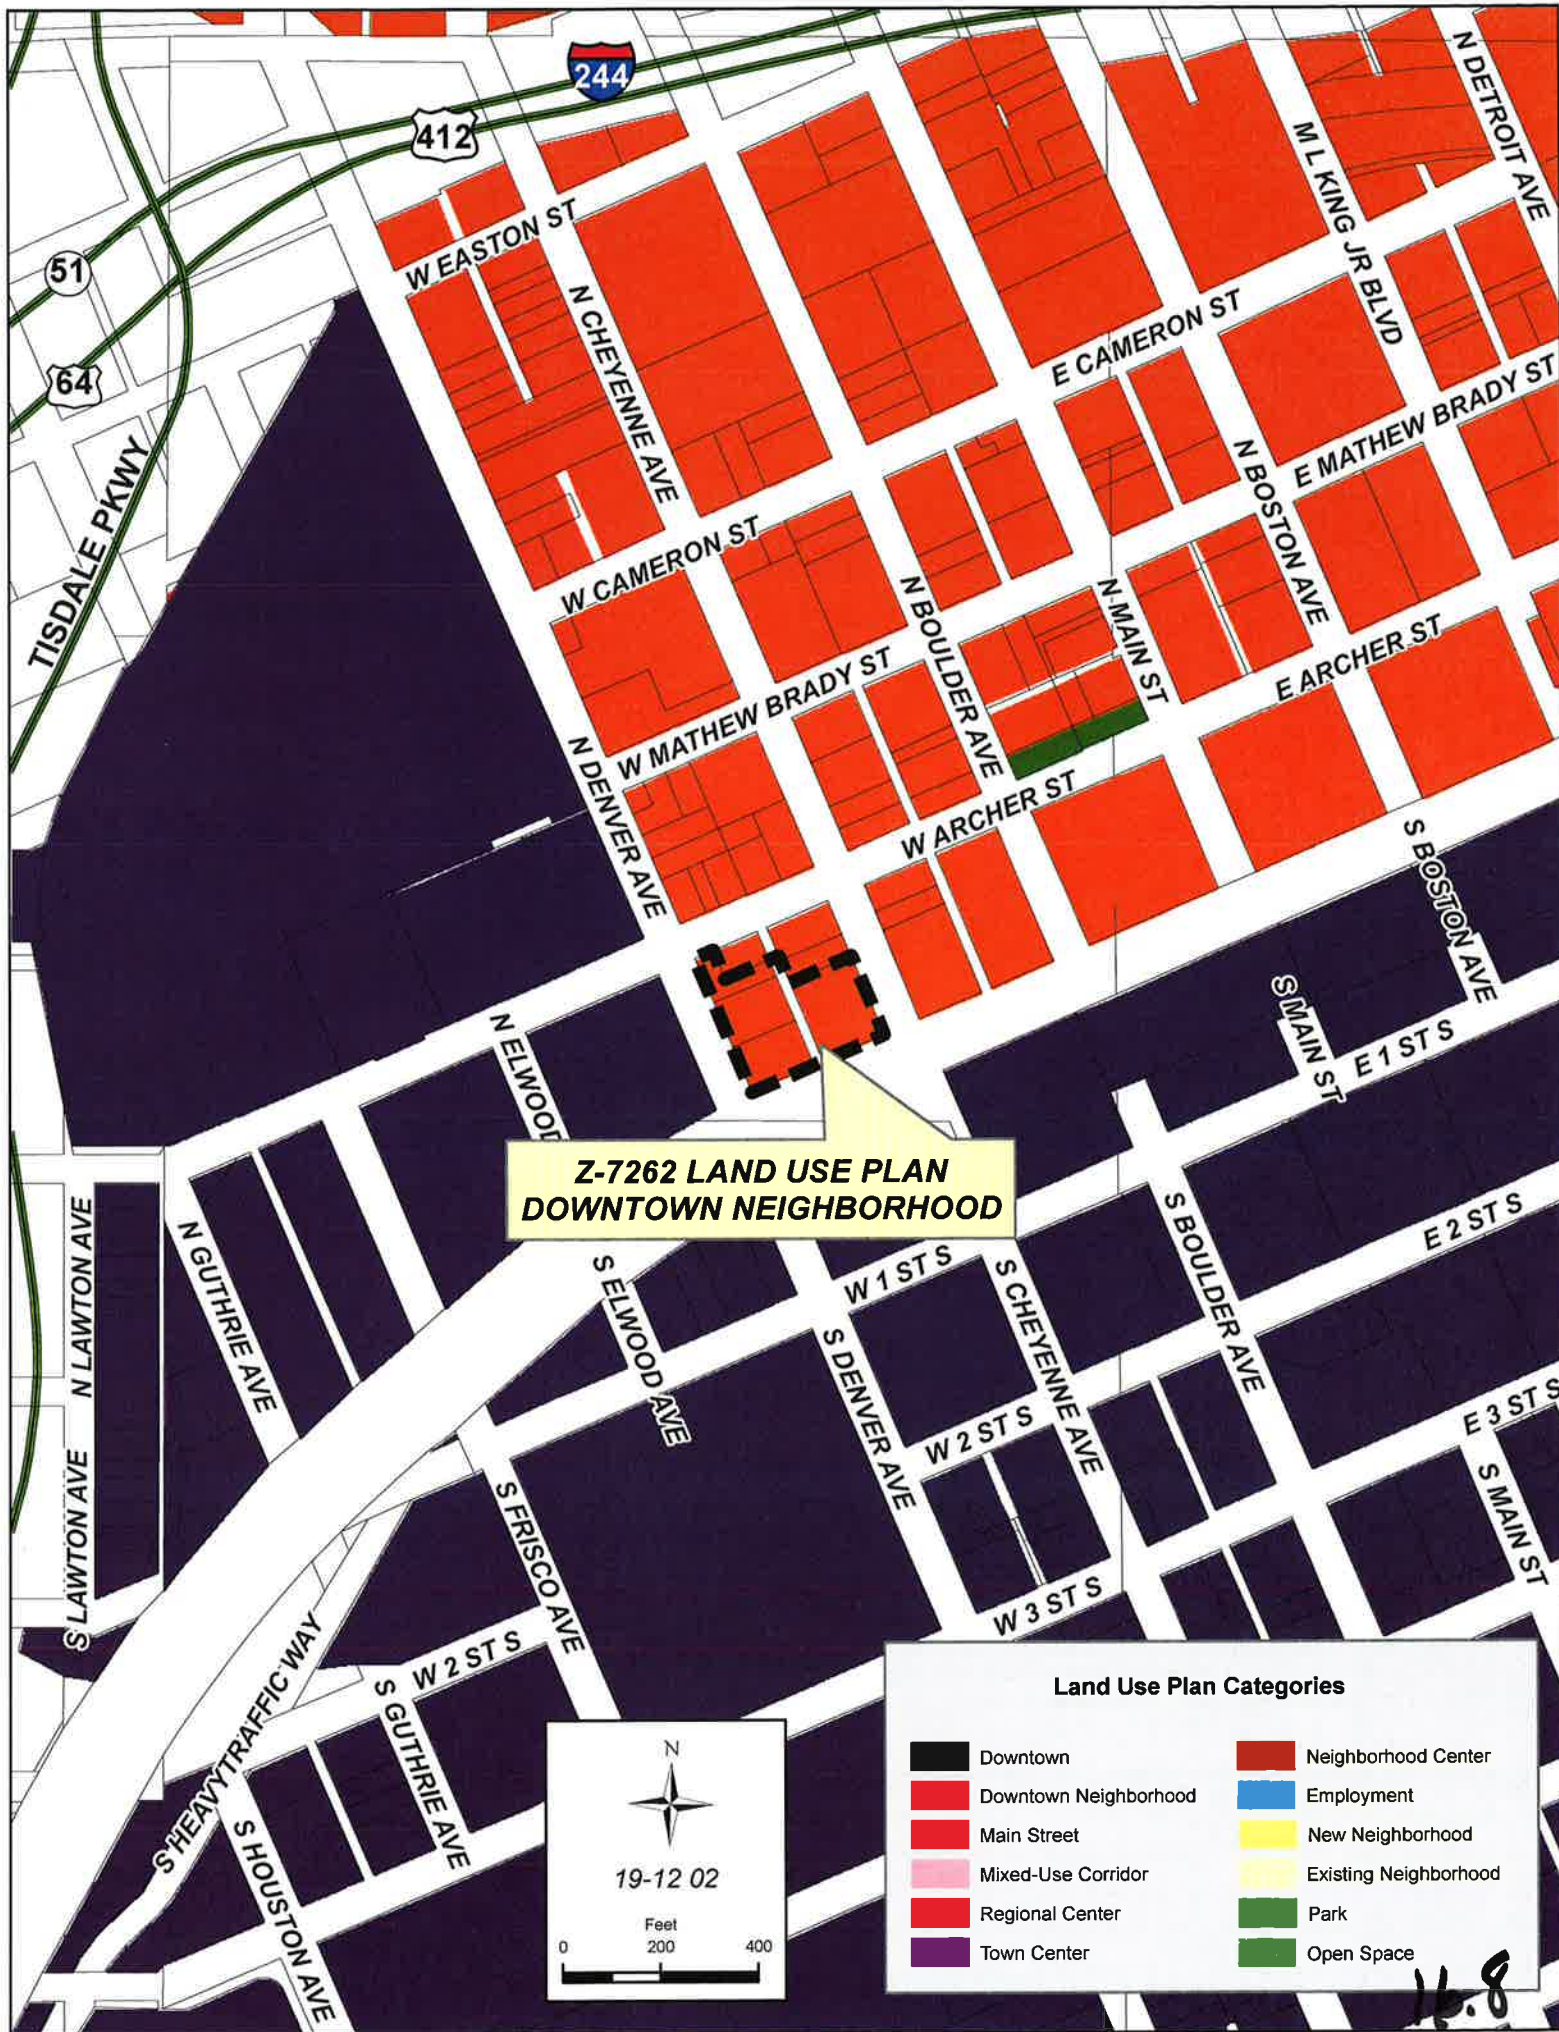 244
412
51
64
TISDALE PKWY
N DETROIT AVE
M L KING JR BLVD
W EASTON ST
N CHEYENNE AVE
E CAMERON ST
E MATHEW BRADY ST
N BOSTON AVE
W CAMERON ST
N BOULDER AVE
N MAIN ST
E ARCHER ST
W MATHEW BRADY ST
N DENVER AVE
W ARCHER ST
S BOSTON AVE
S MAIN ST
E 1 ST S
N ELWOOD
Z-7262 LAND USE PLAN
DOWNTOWN NEIGHBORHOOD
N LAWTON AVE
N GUTHRIE AVE
S ELWOOD AVE
W 1 ST S
S CHEYENNE AVE
S BOULDER AVE
E 2 ST S
S DENVER AVE
W 2 ST S
E 3 ST S
S MAIN ST
S LAWTON AVE
S FRISCO AVE
W 3 ST S
S HEAVYTRAFFIC WAY
W 2 ST S
S GUTHRIE AVE
S HOUSTON AVE
N
19-12 02
Feet
0 200 400
Land Use Plan Categories
Downtown
Downtown Neighborhood
Main Street
Mixed-Use Corridor
Regional Center
Town Center
Neighborhood Center
Employment
New Neighborhood
Existing Neighborhood
Park
Open Space
16.8